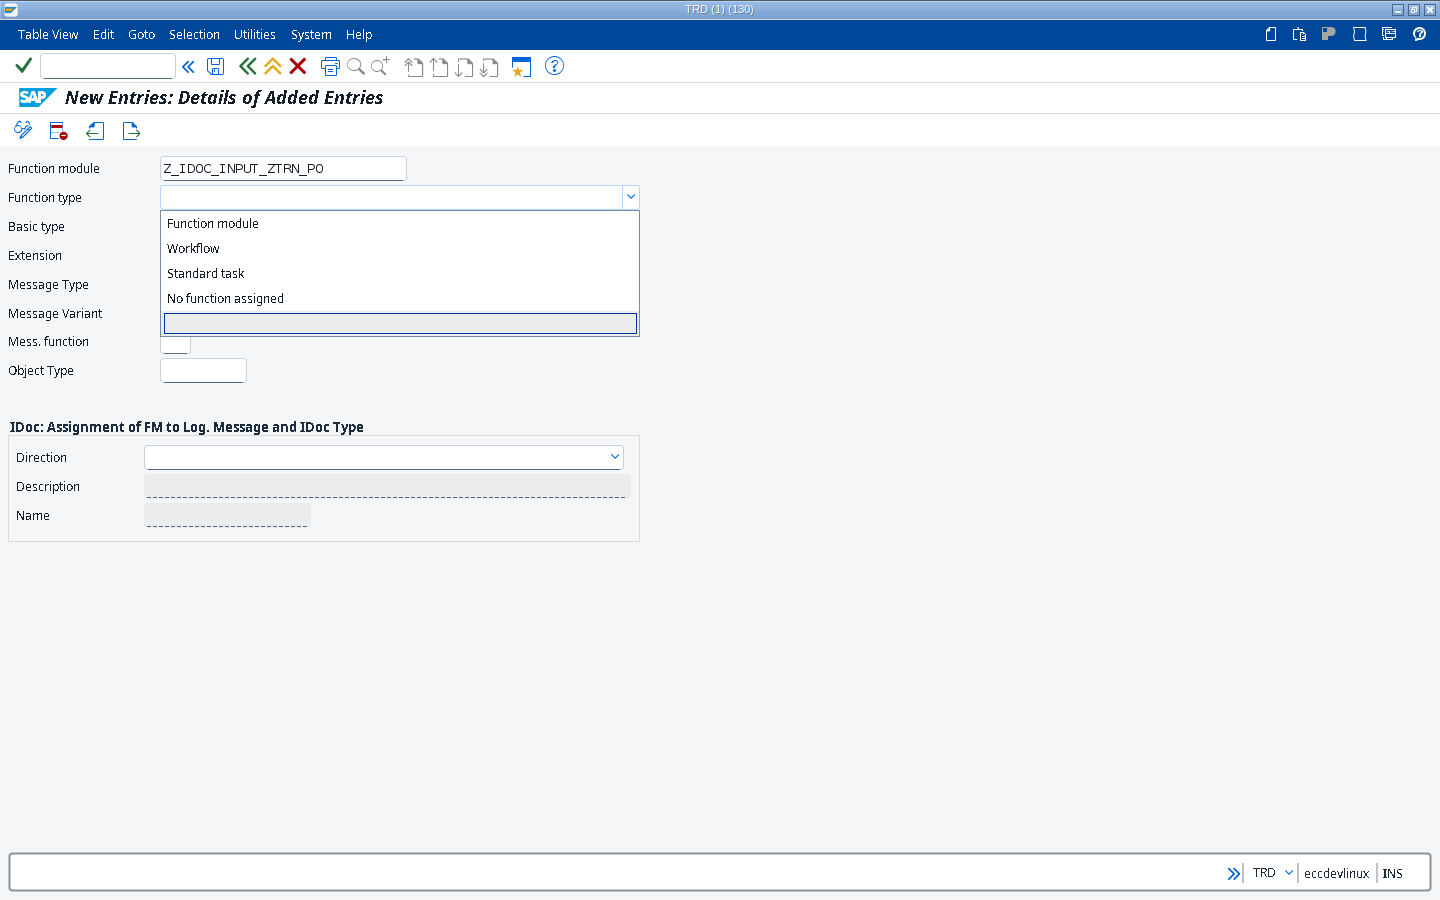 TRD (1) (130)
Table View Edit Goto Selection Utilities System Help
SAP New Entries: Details of Added Entries
Function module Z_IDOC_INPUT_ZTRN_PO
Function type
Function module
Basic type
Workflow
Extension
Standard task
Message Type
No function assigned
Message Variant
Mess. function
Object Type
IDoc: Assignment of FM to Log. Message and IDoc Type
Direction
Description
Name
TRD eccdevlinux INS